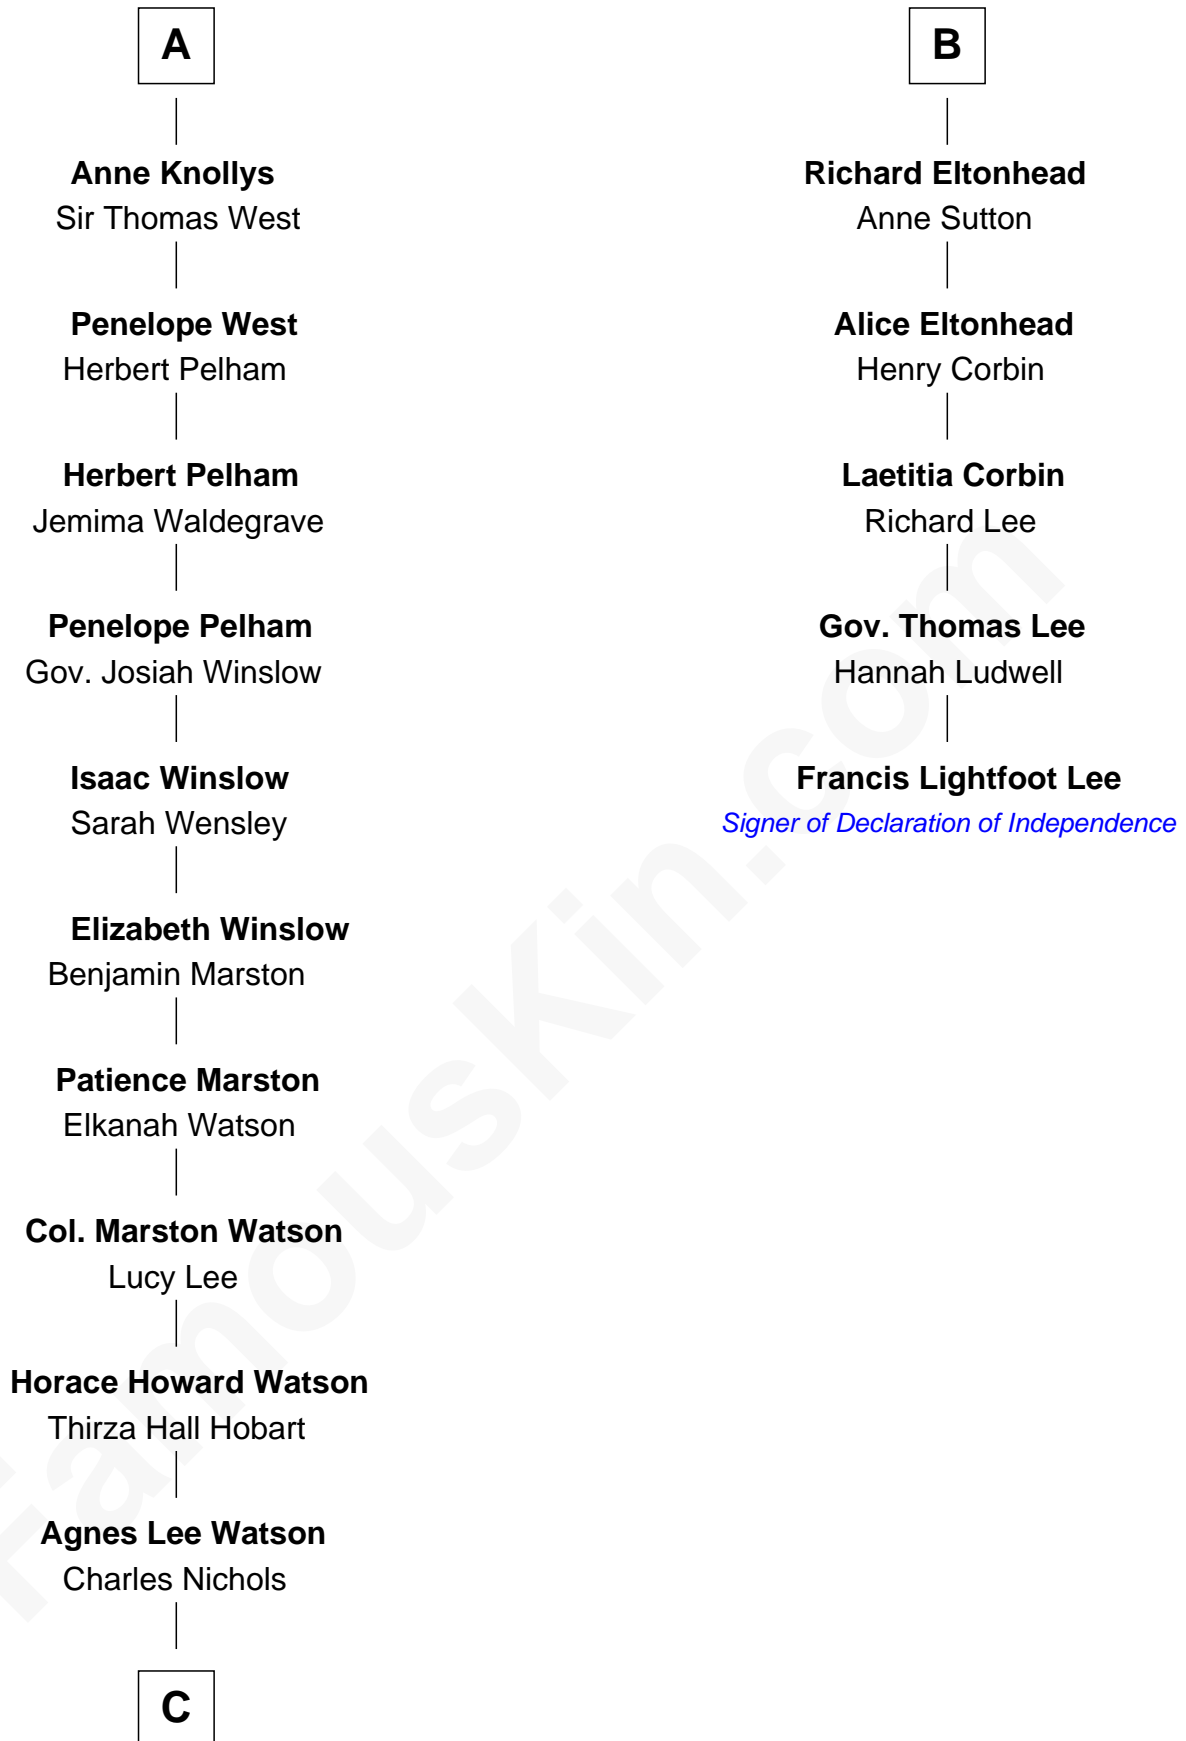 A
Anne Knollys
Sir Thomas West
Penelope West
Herbert Pelham
Herbert Pelham
Jemima Waldegrave
Penelope Pelham
Gov. Josiah Winslow
Isaac Winslow
Sarah Wensley
Elizabeth Winslow
Benjamin Marston
Patience Marston
Elkanah Watson
Col. Marston Watson
Lucy Lee
Horace Howard Watson
Thirza Hall Hobart
Agnes Lee Watson
Charles Nichols
C
B
Richard Eltonhead
Anne Sutton
Alice Eltonhead
Henry Corbin
Laetitia Corbin
Richard Lee
Gov. Thomas Lee
Hannah Ludwell
Francis Lightfoot Lee
Signer of Declaration of Independence
FamousKin.com